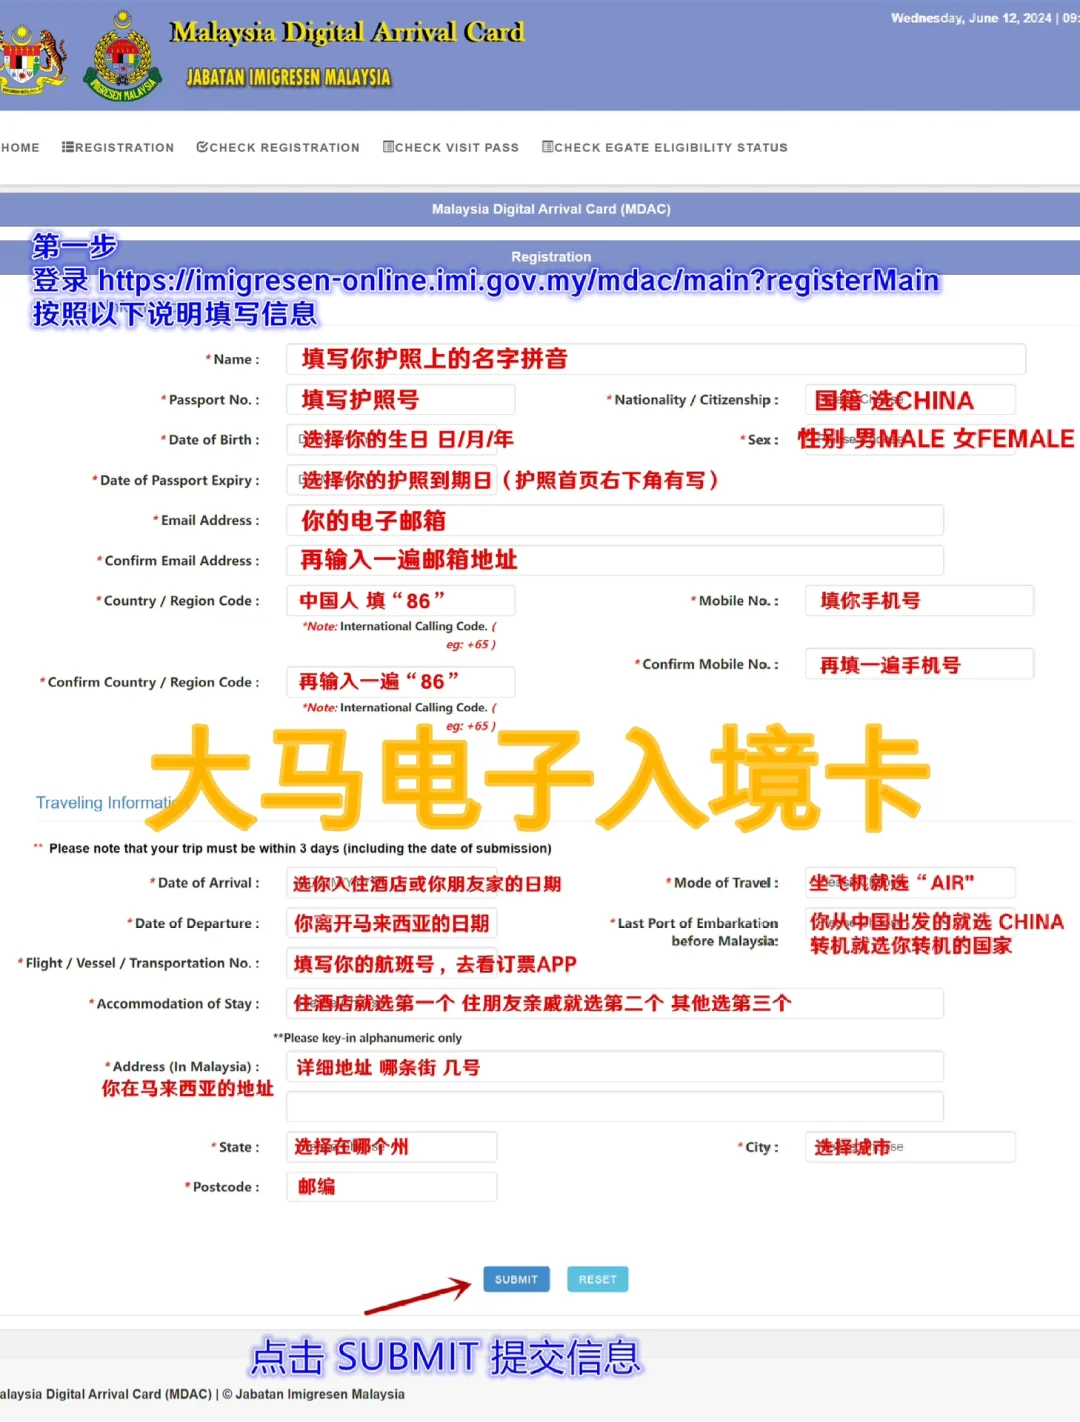 Malaysia Digital Arrival Card
JABATAN IMIGRESEN MALAYSIA
IMIGRESEN MALAYSIA
Wednesday, June 12, 2024 | 09:
HOME REGISTRATION CHECK REGISTRATION CHECK VISIT PASS CHECK EGATE ELIGIBILITY STATUS
Malaysia Digital Arrival Card (MDAC)
Registration
第一步
登录 https://imigresen-online.imi.gov.my/mdac/main?registerMain
按照以下说明填写信息
* Name : 填写你护照上的名字拼音
* Passport No. : 填写护照号 * Nationality / Citizenship : 国籍 选CHINA
* Date of Birth : 选择你的生日 日/月/年 * Sex : 性别 男MALE 女FEMALE
* Date of Passport Expiry : 选择你的护照到期日（护照首页右下角有写）
* Email Address : 你的电子邮箱
* Confirm Email Address : 再输入一遍邮箱地址
* Country / Region Code : 中国人 填“86” * Mobile No. : 填你手机号
*Note: International Calling Code. (
eg: +65 )
* Confirm Country / Region Code : 再输入一遍“86” * Confirm Mobile No. : 再填一遍手机号
*Note: International Calling Code. (
eg: +65 )
大马电子入境卡
Traveling Informati
** Please note that your trip must be within 3 days (including the date of submission)
* Date of Arrival : 选你入住酒店或你朋友家的日期 * Mode of Travel : 坐飞机就选“AIR"
* Date of Departure : 你离开马来西亚的日期 * Last Port of Embarkation 你从中国出发的就选 CHINA
before Malaysia: 转机就选你转机的国家
* Flight / Vessel / Transportation No. : 填写你的航班号，去看订票APP
* Accommodation of Stay : 住酒店就选第一个 住朋友亲戚就选第二个 其他选第三个
**Please key-in alphanumeric only
* Address (In Malaysia) : 详细地址 哪条街 几号
你在马来西亚的地址
* State : 选择在哪个州 * City : 选择城市
* Postcode : 邮编
SUBMIT RESET
点击 SUBMIT 提交信息
alaysia Digital Arrival Card (MDAC) | © Jabatan Imigresen Malaysia